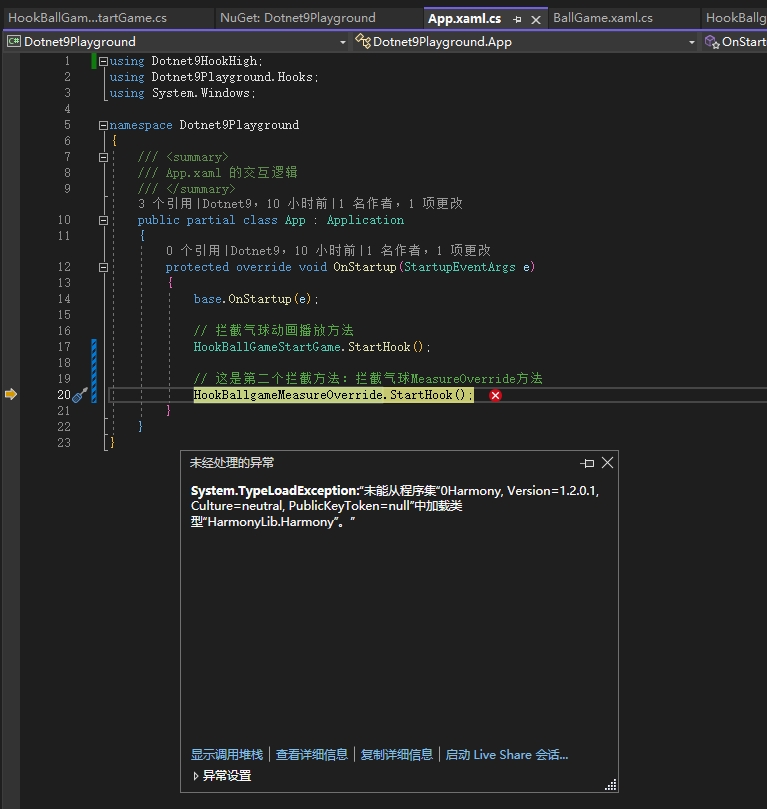 HookBallGam...tartGame.cs NuGet: Dotnet9Playground App.xaml.cs BallGame.xaml.cs HookBallg
C# Dotnet9Playground Dotnet9Playground.App OnStart
1 using Dotnet9HookHigh;
2 using Dotnet9Playground.Hooks;
3 using System.Windows;
4
5 namespace Dotnet9Playground
6 {
7 /// <summary>
8 /// App.xaml 的交互逻辑
9 /// </summary>
3 个引用|Dotnet9，10 小时前|1 名作者，1 项更改
10 public partial class App : Application
11 {
0 个引用|Dotnet9，10 小时前|1 名作者，1 项更改
12 protected override void OnStartup(StartupEventArgs e)
13 {
14 base.OnStartup(e);
15
16 // 拦截气球动画播放方法
17 HookBallGameStartGame.StartHook();
18
19 // 这是第二个拦截方法：拦截气球MeasureOverride方法
20 HookBallgameMeasureOverride.StartHook();
21 }
22 }
23 }
未经处理的异常
System.TypeLoadException:“未能从程序集“0Harmony, Version=1.2.0.1,
Culture=neutral, PublicKeyToken=null”中加载类
型“HarmonyLib.Harmony”。”
显示调用堆栈 | 查看详细信息 | 复制详细信息 | 启动 Live Share 会话...
异常设置